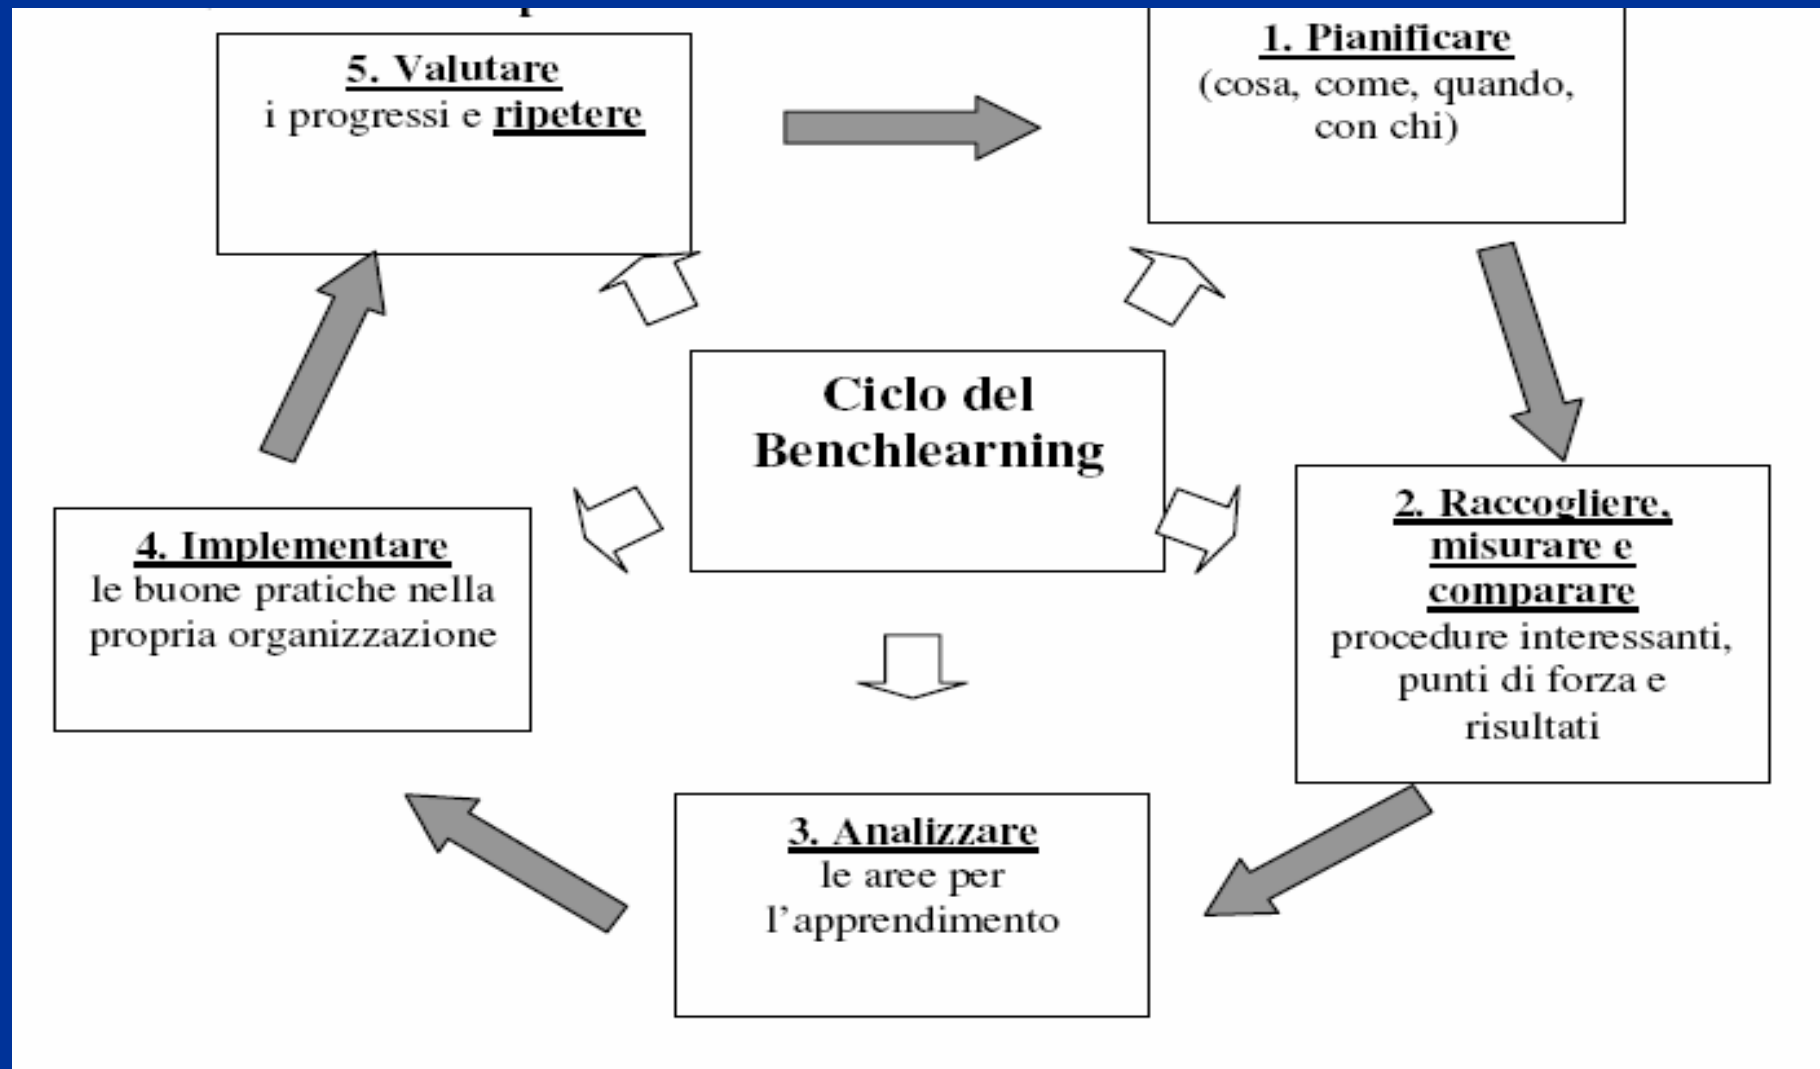 5. Valutare
i progressi e ripetere
1. Pianificare
(cosa, come, quando,
con chi)
Ciclo del
Benchlearning
2. Raccogliere,
misurare e
comparare
procedure interessanti,
punti di forza e
risultati
4. Implementare
le buone pratiche nella
propria organizzazione
3. Analizzare
le aree per
l'apprendimento